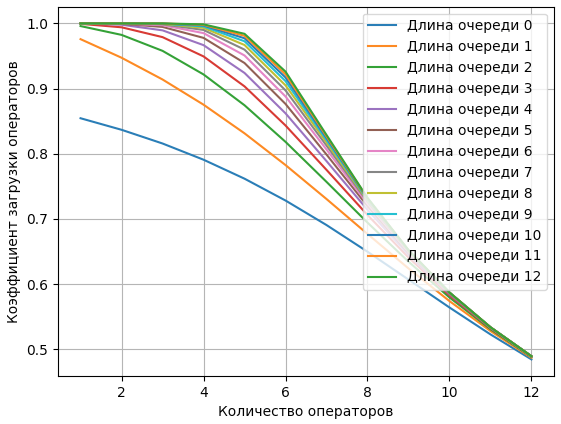 1.0
0.9
0.8
0.7
0.6
0.5
Коэффициент загрузки операторов
Длина очереди 0
Длина очереди 1
Длина очереди 2
Длина очереди 3
Длина очереди 4
Длина очереди 5
Длина очереди 6
Длина очереди 7
Длина очереди 8
Длина очереди 9
Длина очереди 10
Длина очереди 11
Длина очереди 12
2 4 6 8 10 12
Количество операторов